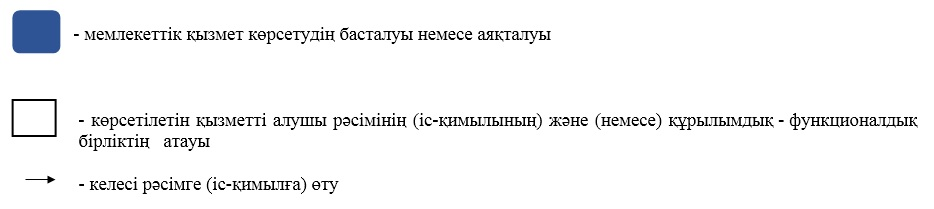 - мемлекеттік қызмет көрсетудің басталуы немесе аяқталуы
- көрсетілетін қызметті алушы рәсімінің (іс-қимылының) және (немесе) құрылымдық - функционалдық
бірліктің атауы
- келесі рәсімге (іс-қимылға) өту